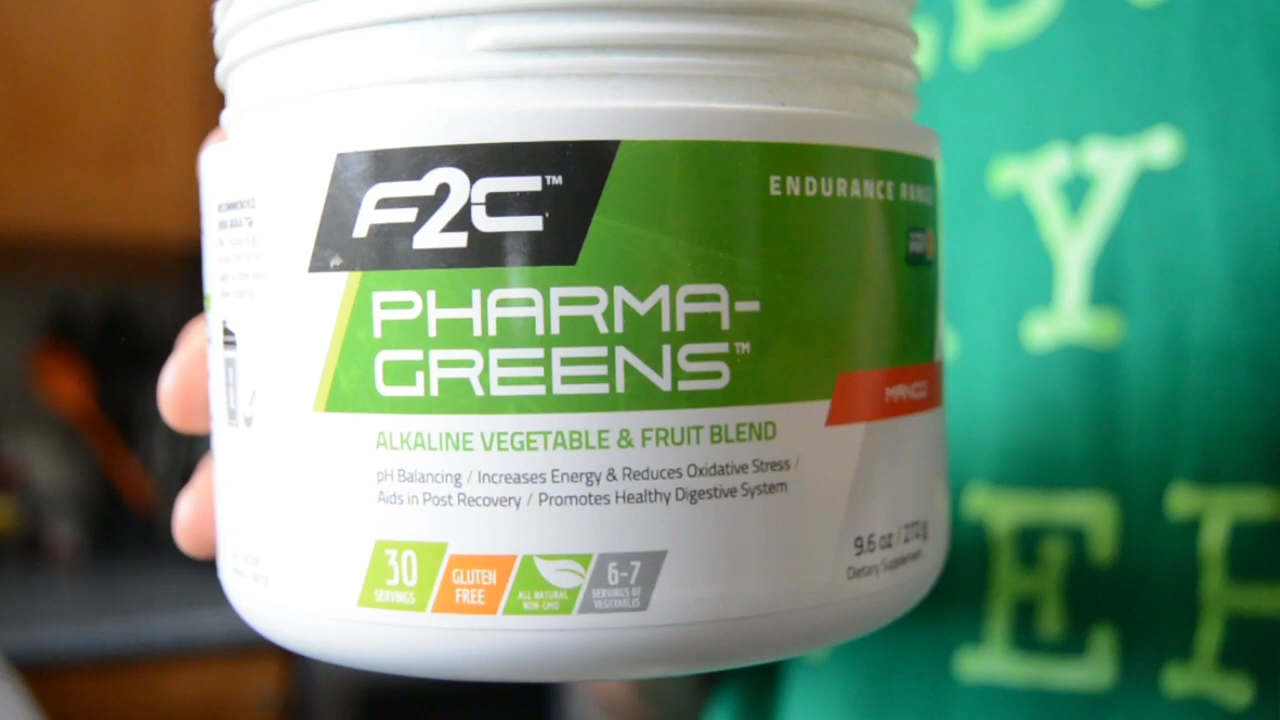 F2C™
ENDURANCE RANGE
PHARMA-
GREENS™
MANGO
ALKALINE VEGETABLE & FRUIT BLEND
pH Balancing / Increases Energy & Reduces Oxidative Stress /
Aids in Post Recovery / Promotes Healthy Digestive System
30
SERVINGS
GLUTEN
FREE
ALL NATURAL
NON-GMO
6-7
SERVINGS OF
VEGETABLES
9.6 oz / 272g
Dietary Supplement
Y
E